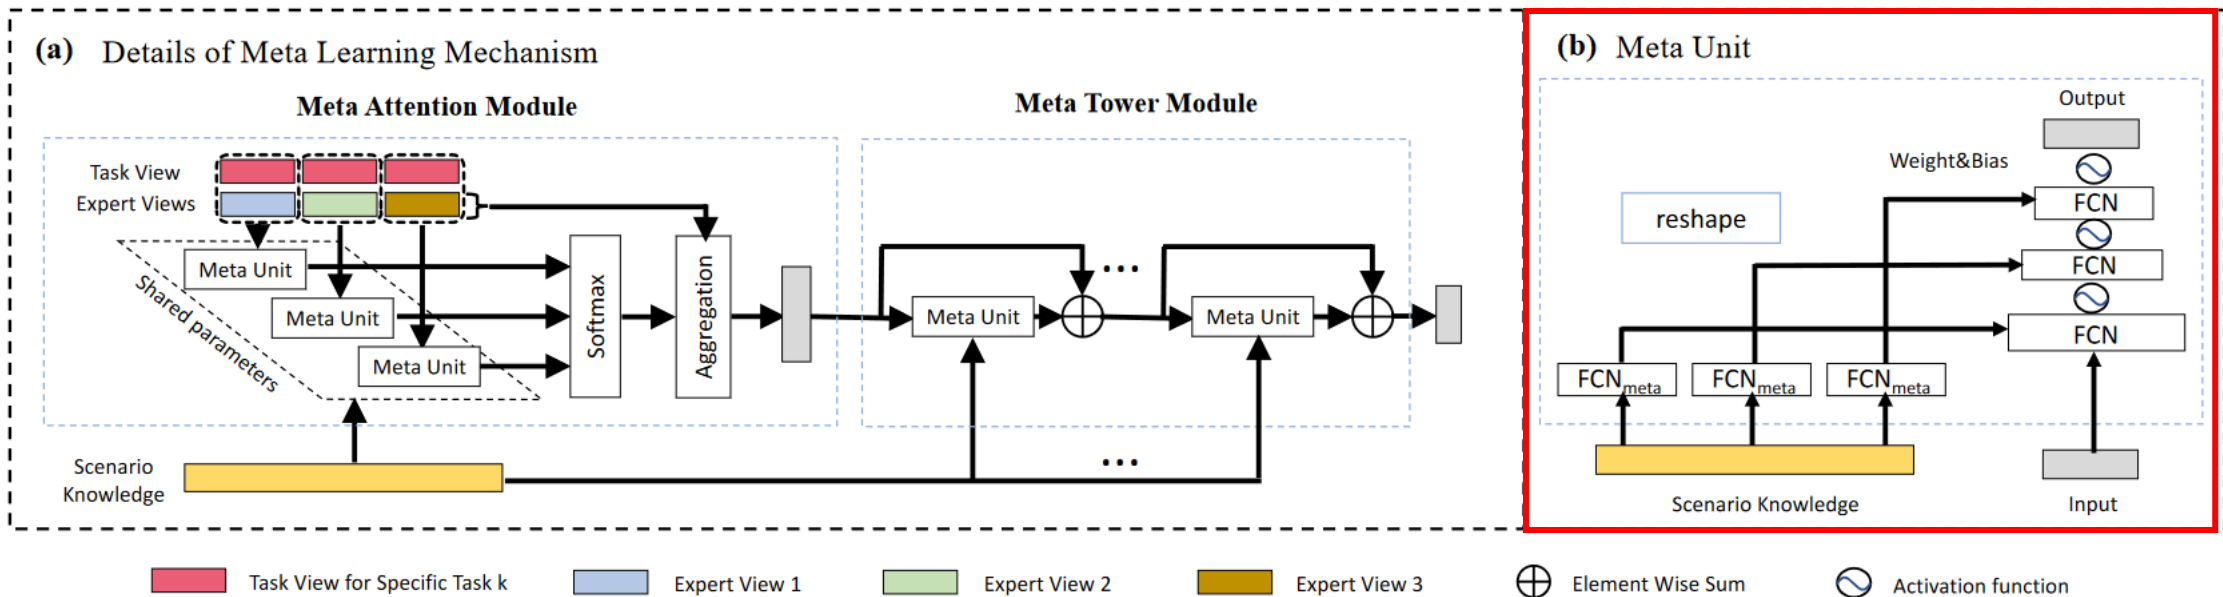 (a) Details of Meta Learning Mechanism
Meta Attention Module
Meta Tower Module
Task View
Expert Views
Meta Unit
Meta Unit
Meta Unit
Shared parameters
Softmax
Aggregation
Meta Unit
...
Meta Unit
...
Scenario
Knowledge
(b) Meta Unit
Output
Weight&Bias
reshape
FCN
FCN
FCN
FCNmeta
FCNmeta
FCNmeta
Scenario Knowledge
Input
Task View for Specific Task k
Expert View 1
Expert View 2
Expert View 3
Element Wise Sum
Activation function